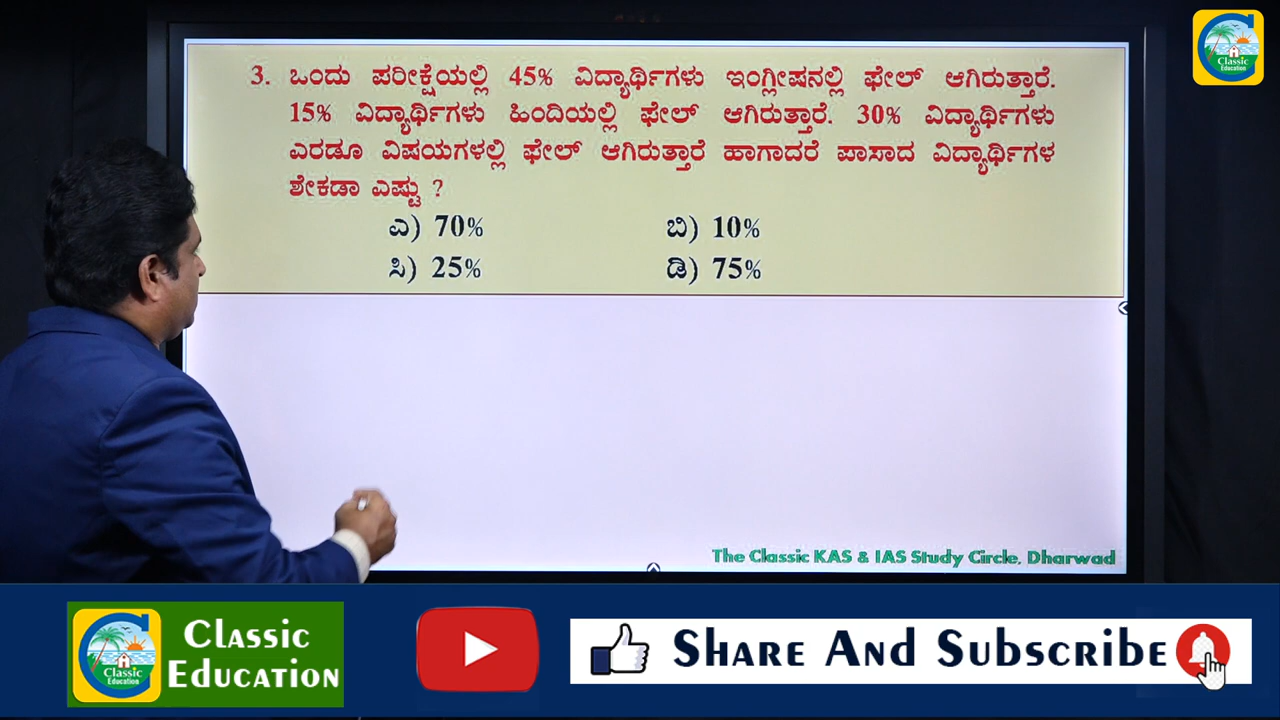 Classic
Education
3. ಒಂದು ಪರೀಕ್ಷೆಯಲ್ಲಿ 45% ವಿದ್ಯಾರ್ಥಿಗಳು ಇಂಗ್ಲೀಷನಲ್ಲಿ ಫೇಲ್ ಆಗಿರುತ್ತಾರೆ.
15% ವಿದ್ಯಾರ್ಥಿಗಳು ಹಿಂದಿಯಲ್ಲಿ ಫೇಲ್ ಆಗಿರುತ್ತಾರೆ. 30% ವಿದ್ಯಾರ್ಥಿಗಳು
ಎರಡೂ ವಿಷಯಗಳಲ್ಲಿ ಫೇಲ್ ಆಗಿರುತ್ತಾರೆ ಹಾಗಾದರೆ ಪಾಸಾದ ವಿದ್ಯಾರ್ಥಿಗಳ
ಶೇಕಡಾ ಎಷ್ಟು ?
ಎ) 70% ಬಿ) 10%
ಸಿ) 25% ಡಿ) 75%
The Classic KAS & IAS Study Circle, Dharwad
Classic
Education
Classic
Education
Share And Subscribe